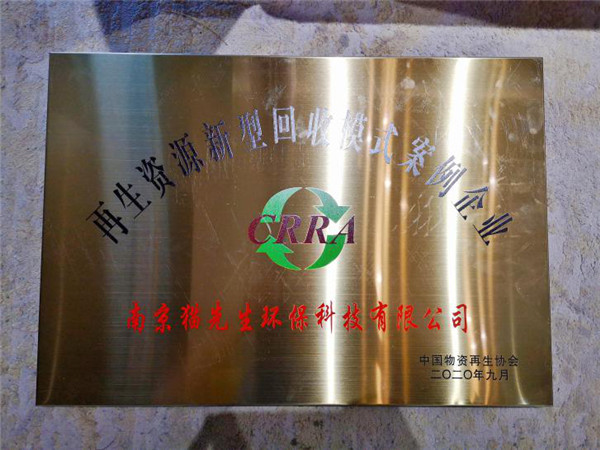 再生资源新型回收模式案例企业
CRRA
南京猫先生环保科技有限公司
中国物资再生协会
二〇二〇年九月